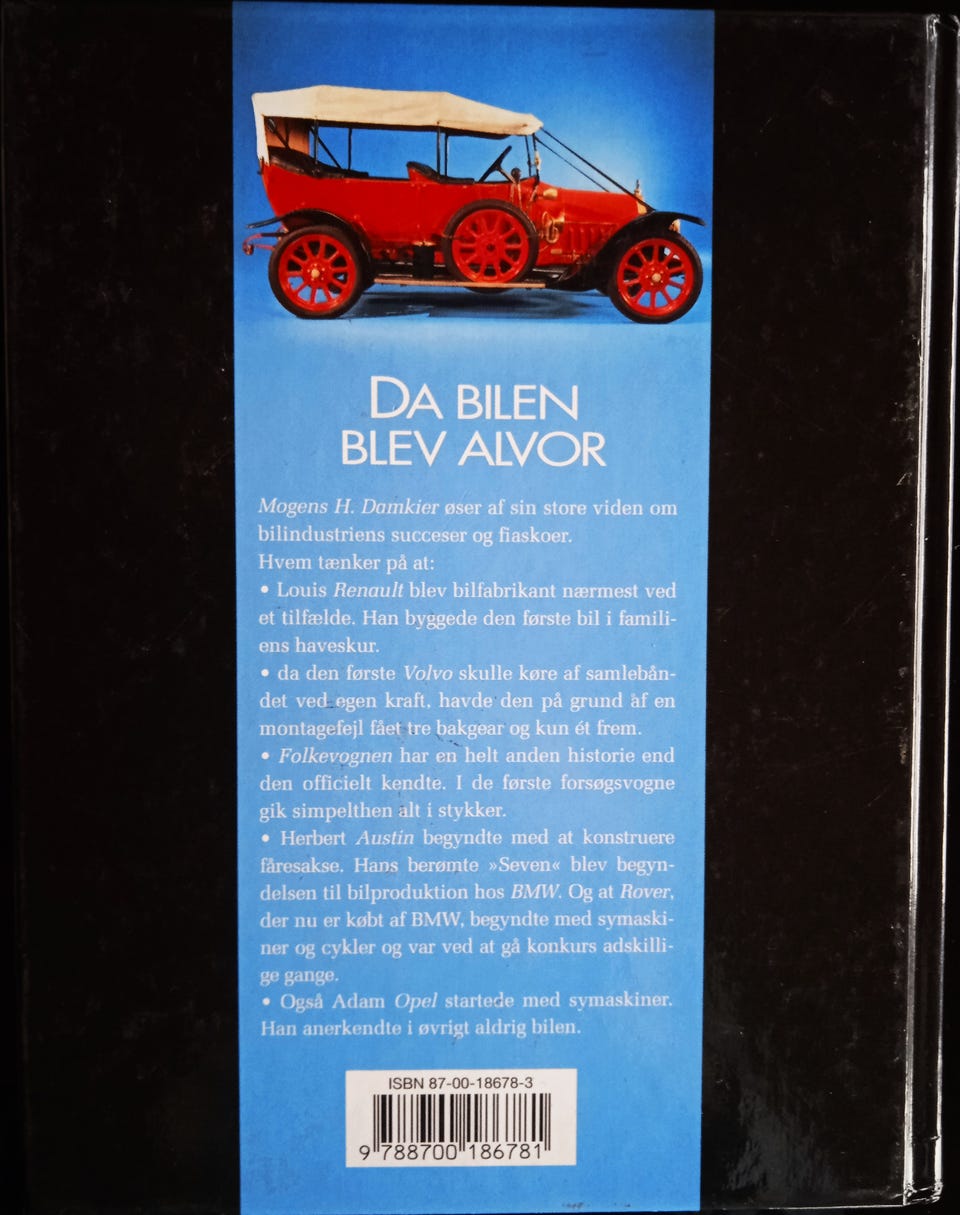 DA BILEN
BLEV ALVOR
Mogens H. Damkier øser af sin store viden om
bilindustriens succeser og fiaskoer.
Hvem tænker på at:
• Louis Renault blev bilfabrikant nærmest ved
et tilfælde. Han byggede den første bil i famili-
ens haveskur.
• da den første Volvo skulle køre af samlebån-
det ved egen kraft, havde den på grund af en
montagefejl fået tre bakgear og kun ét frem.
• Folkevognen har en helt anden historie end
den officielt kendte. I de første forsøgsvogne
gik simpelthen alt i stykker.
• Herbert Austin begyndte med at konstruere
fåresakse. Hans berømte »Seven« blev begyn-
delsen til bilproduktion hos BMW. Og at Rover,
der nu er købt af BMW, begyndte med symaski-
ner og cykler og var ved at gå konkurs adskilli-
ge gange.
• Også Adam Opel startede med symaskiner.
Han anerkendte i øvrigt aldrig bilen.
ISBN 87-00-18678-3
9 788700 186781